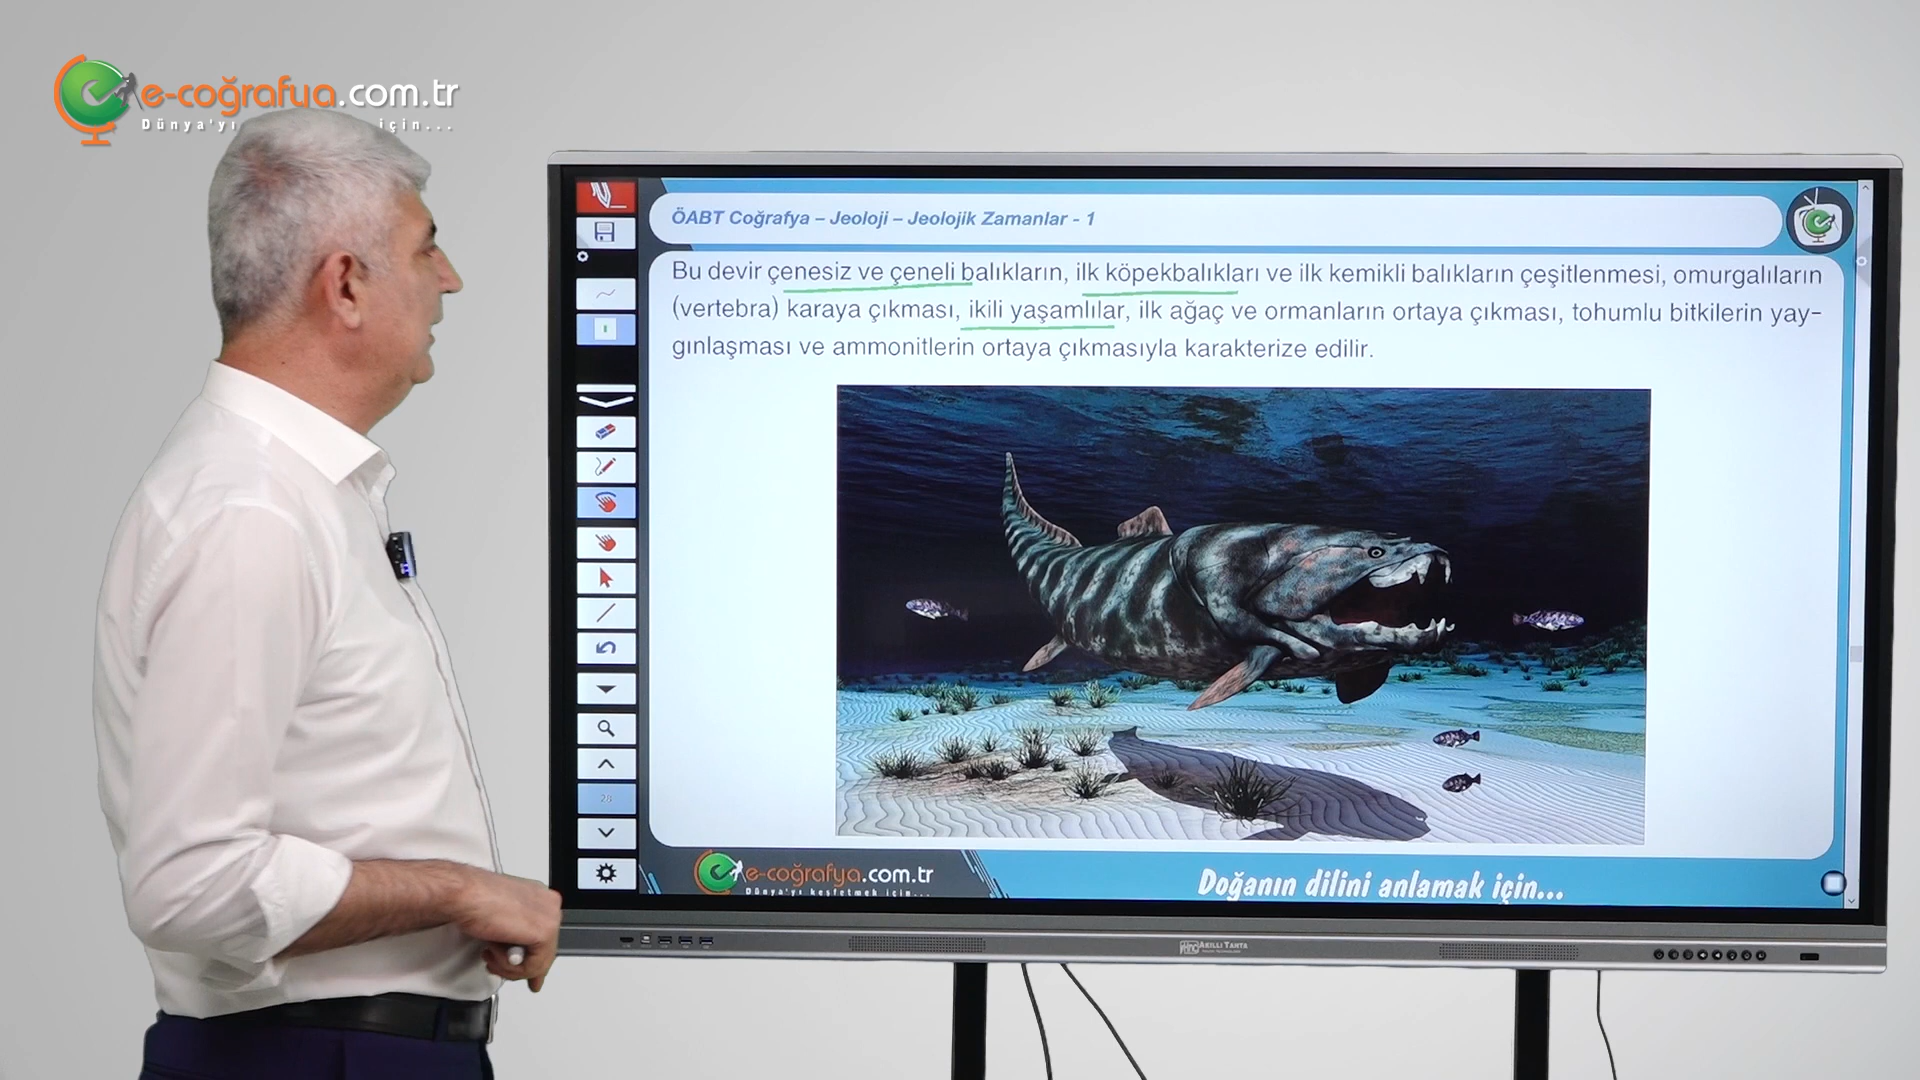 e-coğrafya.com.tr
Dünya'yı için...
ÖABT Coğrafya – Jeoloji – Jeolojik Zamanlar - 1
Bu devir çenesiz ve çeneli balıkların, ilk köpekbalıkları ve ilk kemikli balıkların çeşitlenmesi, omurgalıların
(vertebra) karaya çıkması, ikili yaşamlılar, ilk ağaç ve ormanların ortaya çıkması, tohumlu bitkilerin yay-
gınlaşması ve ammonitlerin ortaya çıkmasıyla karakterize edilir.
28
e-coğrafya.com.tr
Dünya'yı keşfetmek için...
Doğanın dilini anlamak için...
AKILLI TAHTA